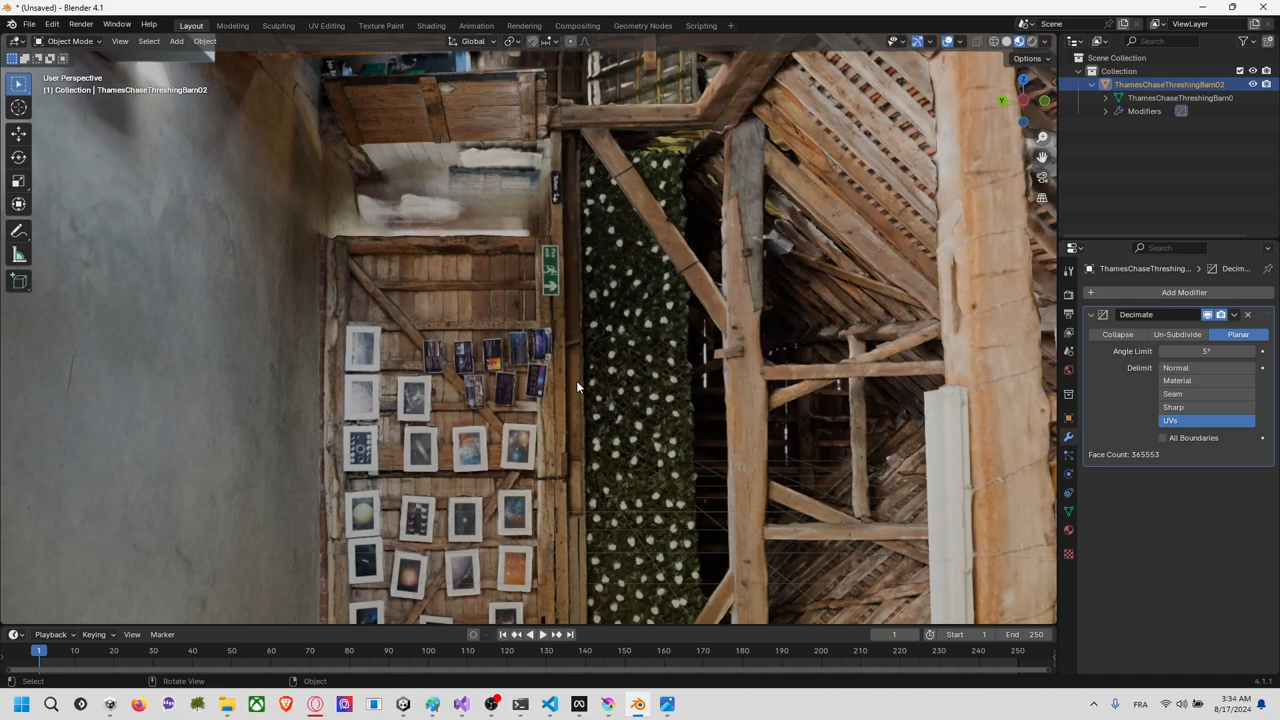 * (Unsaved) - Blender 4.1
File Edit Render Window Help Layout Modeling Sculpting UV Editing Texture Paint Shading Animation Rendering Compositing Geometry Nodes Scripting + Scene ViewLayer
Object Mode View Select Add Object Global Search
Options
User Perspective
(1) Collection | ThamesChaseThreshingBarn02
Scene Collection
Collection
ThamesChaseThreshingBarn02
ThamesChaseThreshingBarn0
Modifiers
Search
ThamesChaseThreshing... Decim...
Add Modifier
Decimate
Collapse Un-Subdivide Planar
Angle Limit 5°
Delimit Normal
Material
Seam
Sharp
UVs
All Boundaries
Face Count: 365553
Z
Y
Playback Keying View Marker 1 Start 1 End 250
1 10 20 30 40 50 60 70 80 90 100 110 120 130 140 150 160 170 180 190 200 210 220 230 240 250
Select Rotate View Object 4.1.1
FRA 3:34 AM
8/17/2024